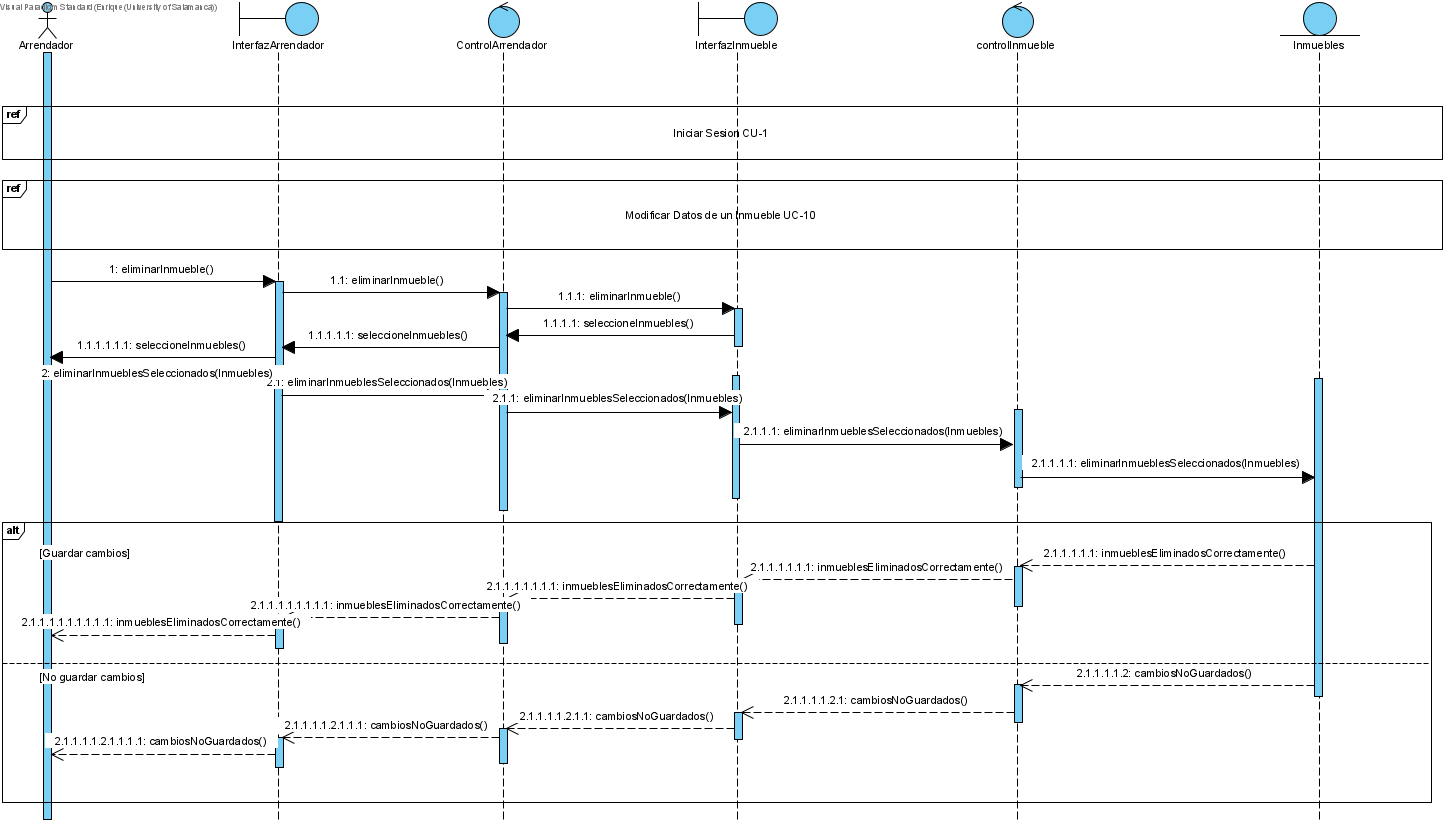 Visual Paradigm Standard (Enrique (University of Salamanca))
Arrendador
InterfazArrendador
ControlArrendador
InterfazInmueble
controlInmueble
Inmuebles
ref
Iniciar Sesion CU-1
ref
Modificar Datos de un Inmueble UC-10
1: eliminarInmueble()
1.1: eliminarInmueble()
1.1.1: eliminarInmueble()
1.1.1.1: seleccioneInmuebles()
1.1.1.1.1: seleccioneInmuebles()
1.1.1.1.1.1: seleccioneInmuebles()
2: eliminarInmueblesSeleccionados(Inmuebles)
2.1: eliminarInmueblesSeleccionados(Inmuebles)
2.1.1: eliminarInmueblesSeleccionados(Inmuebles)
2.1.1.1: eliminarInmueblesSeleccionados(Inmuebles)
2.1.1.1.1: eliminarInmueblesSeleccionados(Inmuebles)
alt
[Guardar cambios]
2.1.1.1.1.1: inmueblesEliminadosCorrectamente()
2.1.1.1.1.1.1: inmueblesEliminadosCorrectamente()
2.1.1.1.1.1.1.1: inmueblesEliminadosCorrectamente()
2.1.1.1.1.1.1.1.1: inmueblesEliminadosCorrectamente()
2.1.1.1.1.1.1.1.1.1: inmueblesEliminadosCorrectamente()
[No guardar cambios]
2.1.1.1.1.2: cambiosNoGuardados()
2.1.1.1.1.2.1: cambiosNoGuardados()
2.1.1.1.1.2.1.1: cambiosNoGuardados()
2.1.1.1.1.2.1.1.1: cambiosNoGuardados()
2.1.1.1.1.2.1.1.1.1: cambiosNoGuardados()